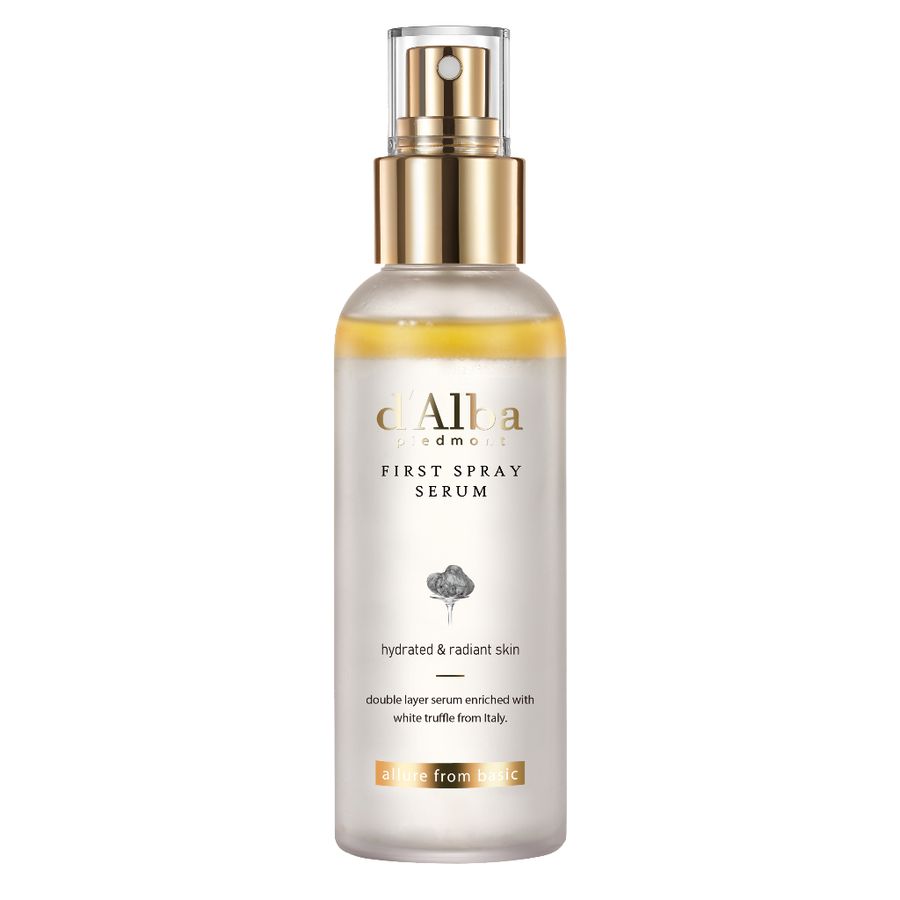 d'Alba
piedmont
FIRST SPRAY
SERUM
hydrated & radiant skin
double layer serum enriched with
white truffle from Italy.
allure from basic